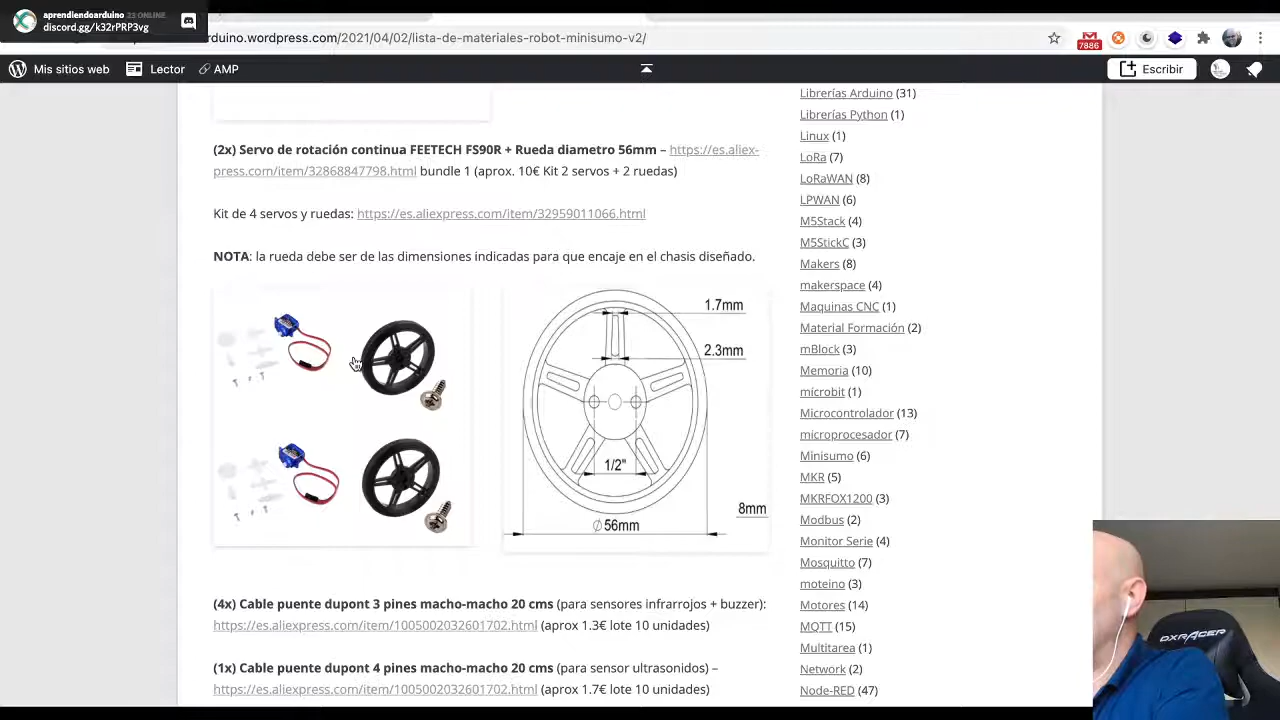 aprendiendoarduino 23 ONLINE
discord.gg/k32rPRP3vg
rduino.wordpress.com/2021/04/02/lista-de-materiales-robot-minisumo-v2/
7886
Mis sitios web Lector AMP Escribir
(2x) Servo de rotación continua FEETECH FS90R + Rueda diametro 56mm – https://es.aliex-
press.com/item/32868847798.html bundle 1 (aprox. 10€ Kit 2 servos + 2 ruedas)
Kit de 4 servos y ruedas: https://es.aliexpress.com/item/32959011066.html
NOTA: la rueda debe ser de las dimensiones indicadas para que encaje en el chasis diseñado.
1.7mm
2.3mm
1/2"
8mm
∅56mm
(4x) Cable puente dupont 3 pines macho-macho 20 cms (para sensores infrarrojos + buzzer):
https://es.aliexpress.com/item/1005002032601702.html (aprox 1.3€ lote 10 unidades)
(1x) Cable puente dupont 4 pines macho-macho 20 cms (para sensor ultrasonidos) –
https://es.aliexpress.com/item/1005002032601702.html (aprox 1.7€ lote 10 unidades)
Librerías Arduino (31)
Librerías Python (1)
Linux (1)
LoRa (7)
LoRaWAN (8)
LPWAN (6)
M5Stack (4)
M5StickC (3)
Makers (8)
makerspace (4)
Maquinas CNC (1)
Material Formación (2)
mBlock (3)
Memoria (10)
microbit (1)
Microcontrolador (13)
microprocesador (7)
Minisumo (6)
MKR (5)
MKRFOX1200 (3)
Modbus (2)
Monitor Serie (4)
Mosquitto (7)
moteino (3)
Motores (14)
MQTT (15)
Multitarea (1)
Network (2)
Node-RED (47)
DXRACER